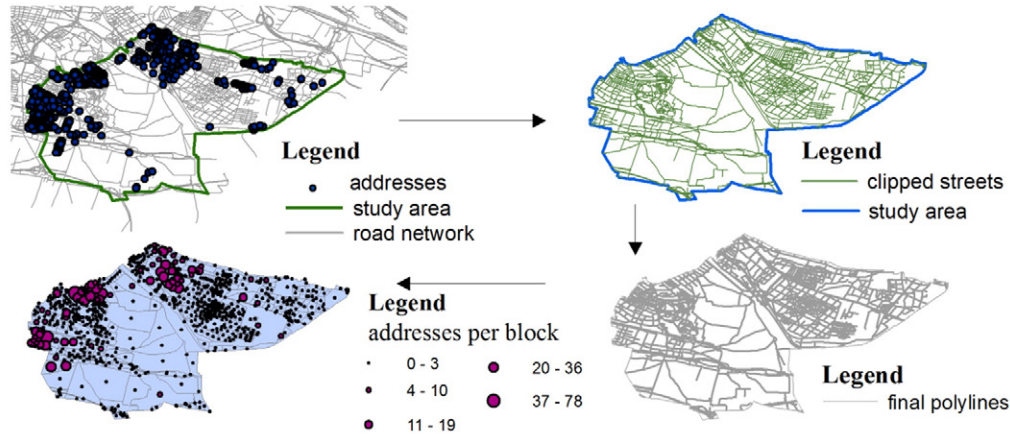 Legend
addresses
study area
road network
Legend
clipped streets
study area
Legend
addresses per block
0 - 3
4 - 10
11 - 19
20 - 36
37 - 78
Legend
final polylines